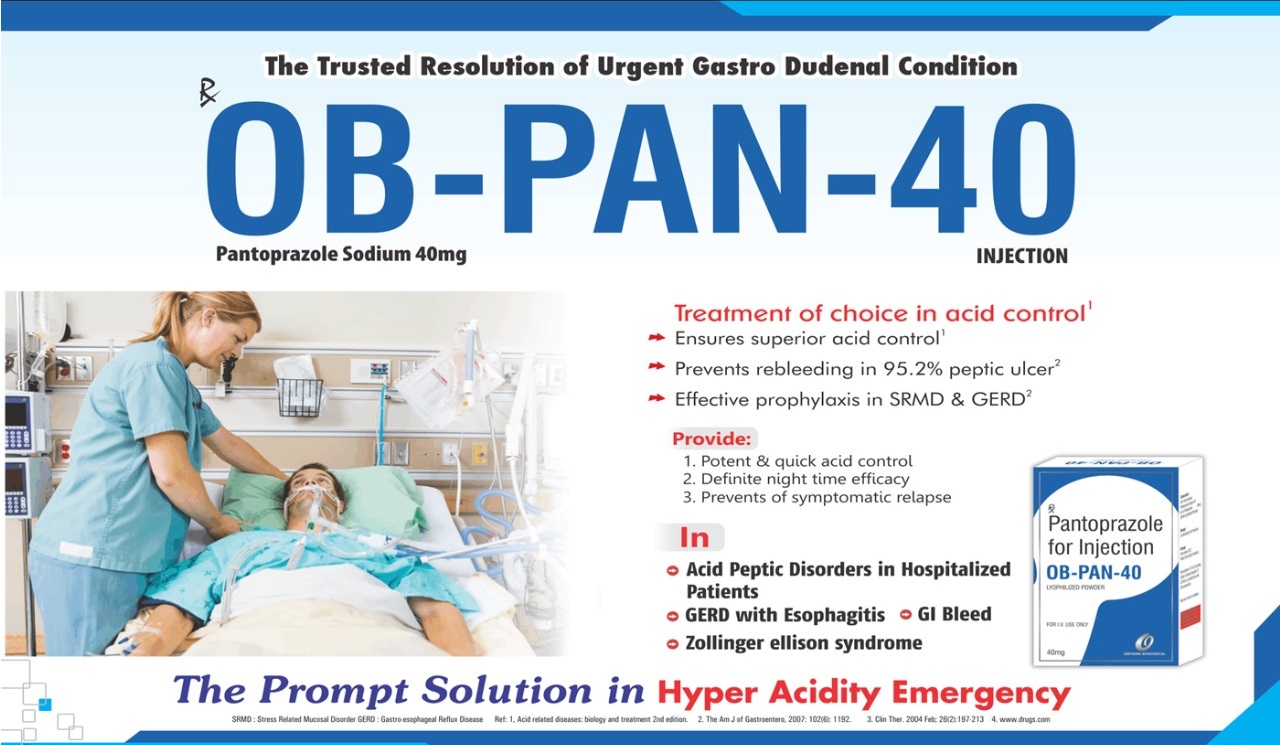 The Trusted Resolution of Urgent Gastro Dudenal Condition
OB-PAN-40
Pantoprazole Sodium 40mg
INJECTION
Treatment of choice in acid control1
Ensures superior acid control1
Prevents rebleeding in 95.2% peptic ulcer2
Effective prophylaxis in SRMD & GERD2
Provide:
1. Potent & quick acid control
2. Definite night time efficacy
3. Prevents of symptomatic relapse
In
Acid Peptic Disorders in Hospitalized
Patients
GERD with Esophagitis GI Bleed
Zollinger ellison syndrome
OB-PAN-40
Pantoprazole
for Injection
OB-PAN-40
LYOPHILIZED POWDER
FOR I.V. USE ONLY
40mg
The Prompt Solution in Hyper Acidity Emergency
SRMD : Stress Related Mucosal Disorder GERD : Gastro-esophageal Reflux Disease Ref: 1, Acid related diseases: biology and treatment 2nd edition. 2. The Am J of Gastroentero, 2007: 102(6): 1192. 3. Clin Ther. 2004 Feb; 26(2):197-213 4. www.drugs.com